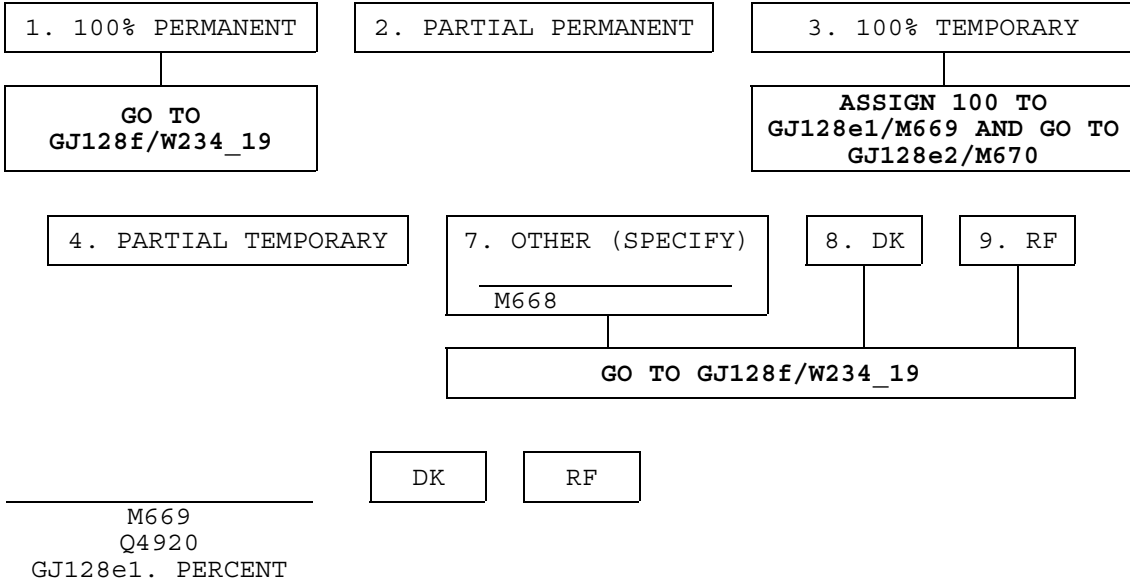 1. 100% PERMANENT
2. PARTIAL PERMANENT
3. 100% TEMPORARY
GO TO
GJ128f/W234_19
ASSIGN 100 TO
GJ128e1/M669 AND GO TO
GJ128e2/M670
4. PARTIAL TEMPORARY
7. OTHER (SPECIFY)
M668
8. DK
9. RF
GO TO GJ128f/W234_19
DK
RF
M669
Q4920
GJ128e1. PERCENT